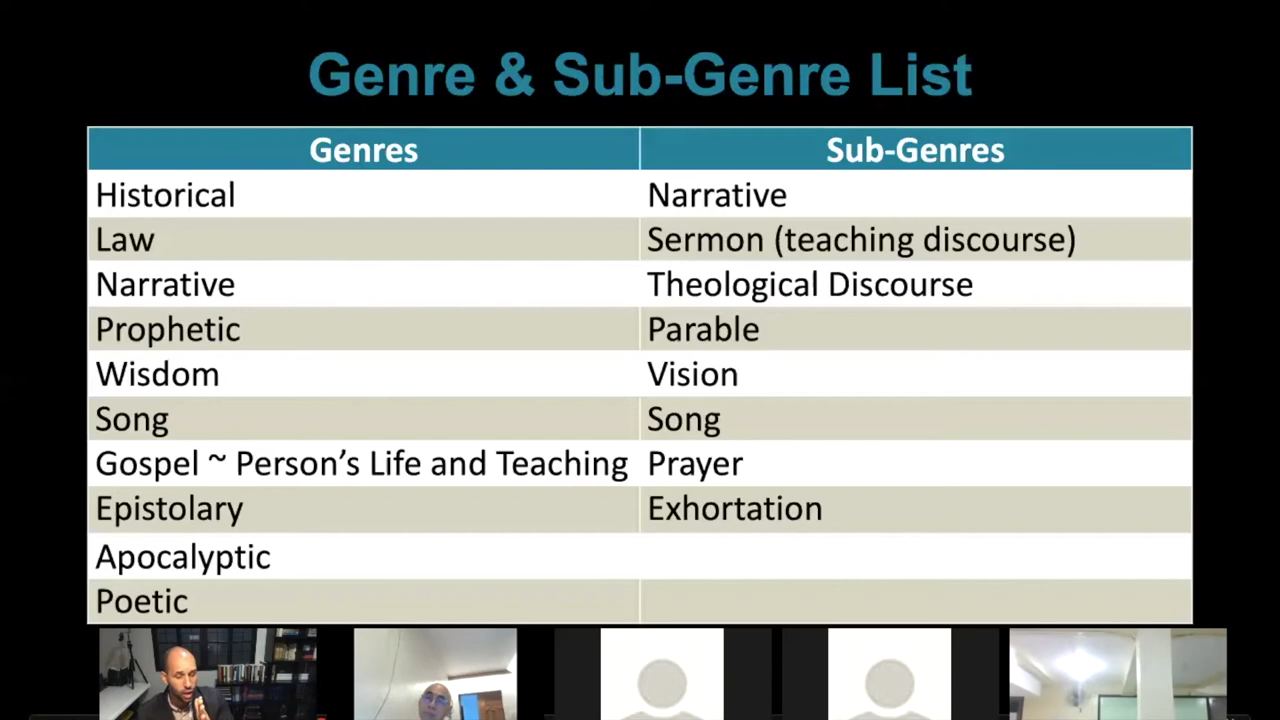 Genre & Sub-Genre List
Genres Sub-Genres
Historical Narrative
Law Sermon (teaching discourse)
Narrative Theological Discourse
Prophetic Parable
Wisdom Vision
Song Song
Gospel ~ Person's Life and Teaching Prayer
Epistolary Exhortation
Apocalyptic
Poetic